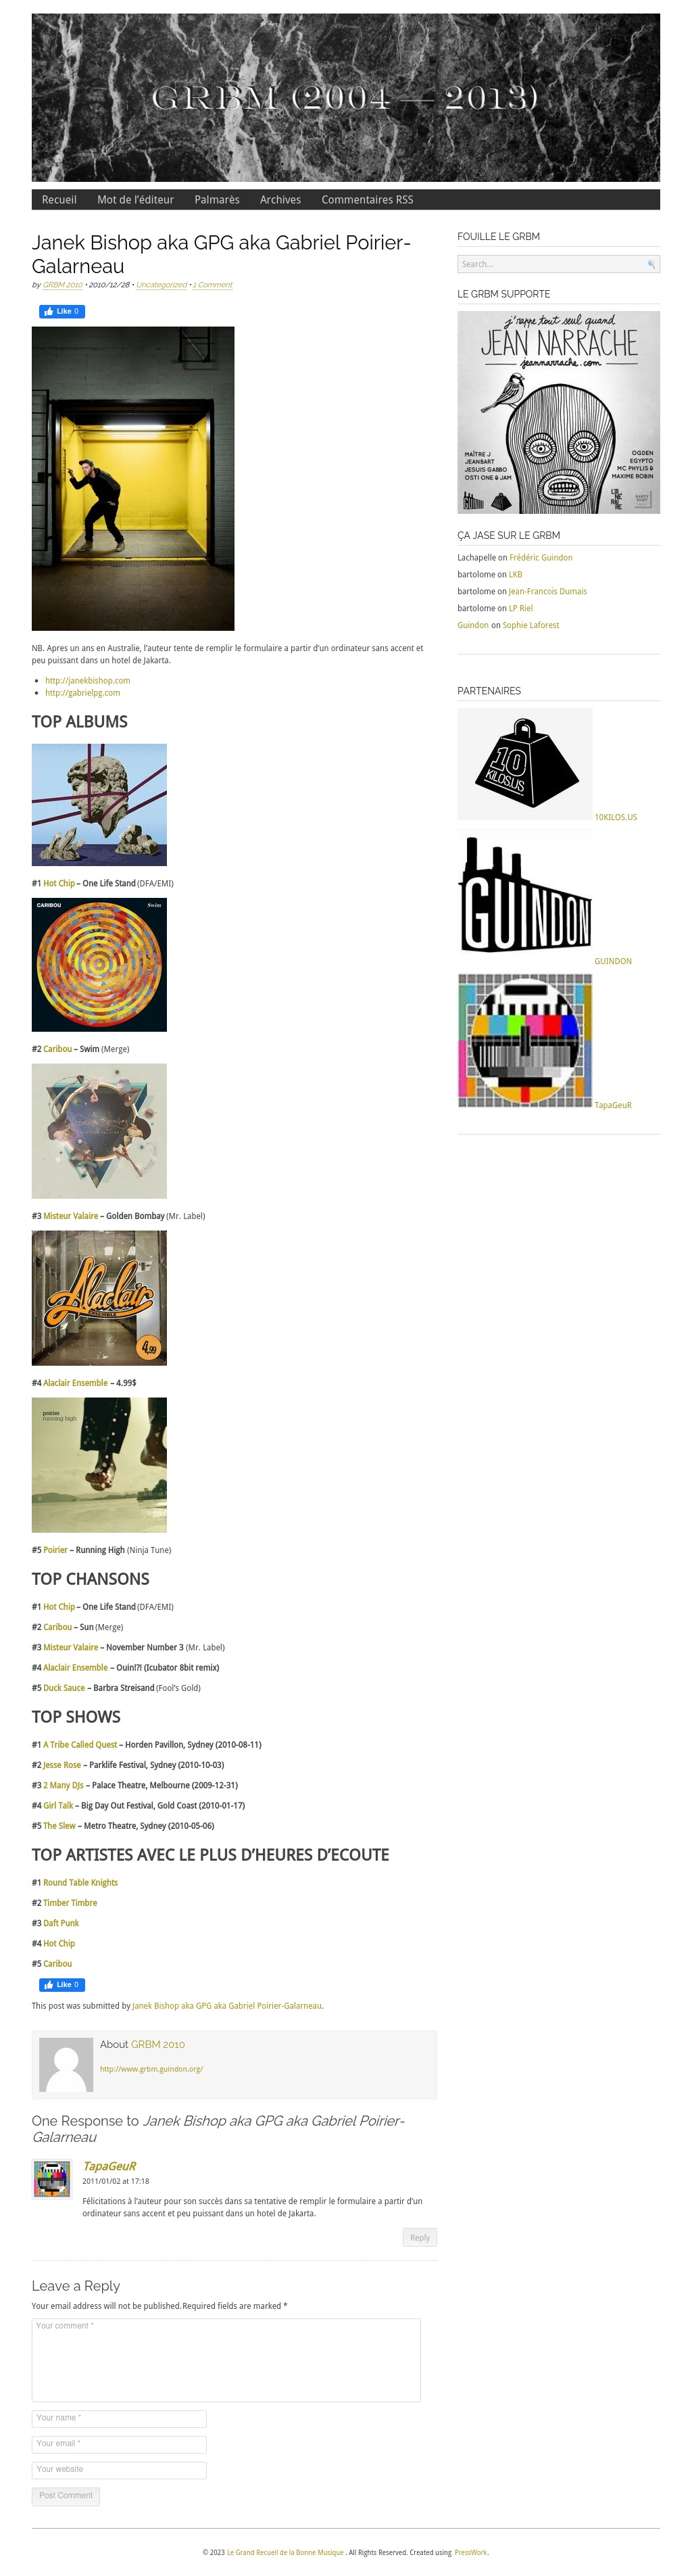 GRBM (2004 — 2013)
Recueil Mot de l'éditeur Palmarès Archives Commentaires RSS
Janek Bishop aka GPG aka Gabriel Poirier-
Galarneau
by GRBM 2010 • 2010/12/28 • Uncategorized • 1 Comment
Like 0
NB. Apres un ans en Australie, l'auteur tente de remplir le formulaire a partir d'un ordinateur sans accent et
peu puissant dans un hotel de Jakarta.
http://janekbishop.com
http://gabrielpg.com
TOP ALBUMS
#1 Hot Chip – One Life Stand (DFA/EMI)
CARIBOU Swim
#2 Caribou – Swim (Merge)
#3 Misteur Valaire – Golden Bombay (Mr. Label)
Alaclair
ENSEMBLE
4.99
#4 Alaclair Ensemble – 4.99$
poirier
running high
#5 Poirier – Running High (Ninja Tune)
TOP CHANSONS
#1 Hot Chip – One Life Stand (DFA/EMI)
#2 Caribou – Sun (Merge)
#3 Misteur Valaire – November Number 3 (Mr. Label)
#4 Alaclair Ensemble – Ouin!?! (Icubator 8bit remix)
#5 Duck Sauce – Barbra Streisand (Fool's Gold)
TOP SHOWS
#1 A Tribe Called Quest – Horden Pavillon, Sydney (2010-08-11)
#2 Jesse Rose – Parklife Festival, Sydney (2010-10-03)
#3 2 Many DJs – Palace Theatre, Melbourne (2009-12-31)
#4 Girl Talk – Big Day Out Festival, Gold Coast (2010-01-17)
#5 The Slew – Metro Theatre, Sydney (2010-05-06)
TOP ARTISTES AVEC LE PLUS D'HEURES D'ECOUTE
#1 Round Table Knights
#2 Timber Timbre
#3 Daft Punk
#4 Hot Chip
#5 Caribou
Like 0
This post was submitted by Janek Bishop aka GPG aka Gabriel Poirier-Galarneau.
About GRBM 2010
http://www.grbm.guindon.org/
One Response to Janek Bishop aka GPG aka Gabriel Poirier-
Galarneau
TapaGeuR
2011/01/02 at 17:18
Félicitations à l'auteur pour son succès dans sa tentative de remplir le formulaire a partir d'un
ordinateur sans accent et peu puissant dans un hotel de Jakarta.
Reply
Leave a Reply
Your email address will not be published. Required fields are marked *
Your comment *
Your name *
Your email *
Your website
Post Comment
FOUILLE LE GRBM
Search...
LE GRBM SUPPORTE
j'rappe tout seul quand
JEAN NARRACHE
jeannarrache.com
MAÎTRE J
JEANBART
JESUIS GABBO
OSTI ONE & JAM
OGDEN
EGYPTO
MC PHYLIS &
MAXIME ROBIN
ÇA JASE SUR LE GRBM
Lachapelle on Frédéric Guindon
bartolome on LKB
bartolome on Jean-Francois Dumais
bartolome on LP Riel
Guindon on Sophie Laforest
PARTENAIRES
10
KILOS.US
10KILOS.US
GUINDON
GUINDON
TapaGeuR
© 2023 Le Grand Recueil de la Bonne Musique . All Rights Reserved. Created using PressWork.